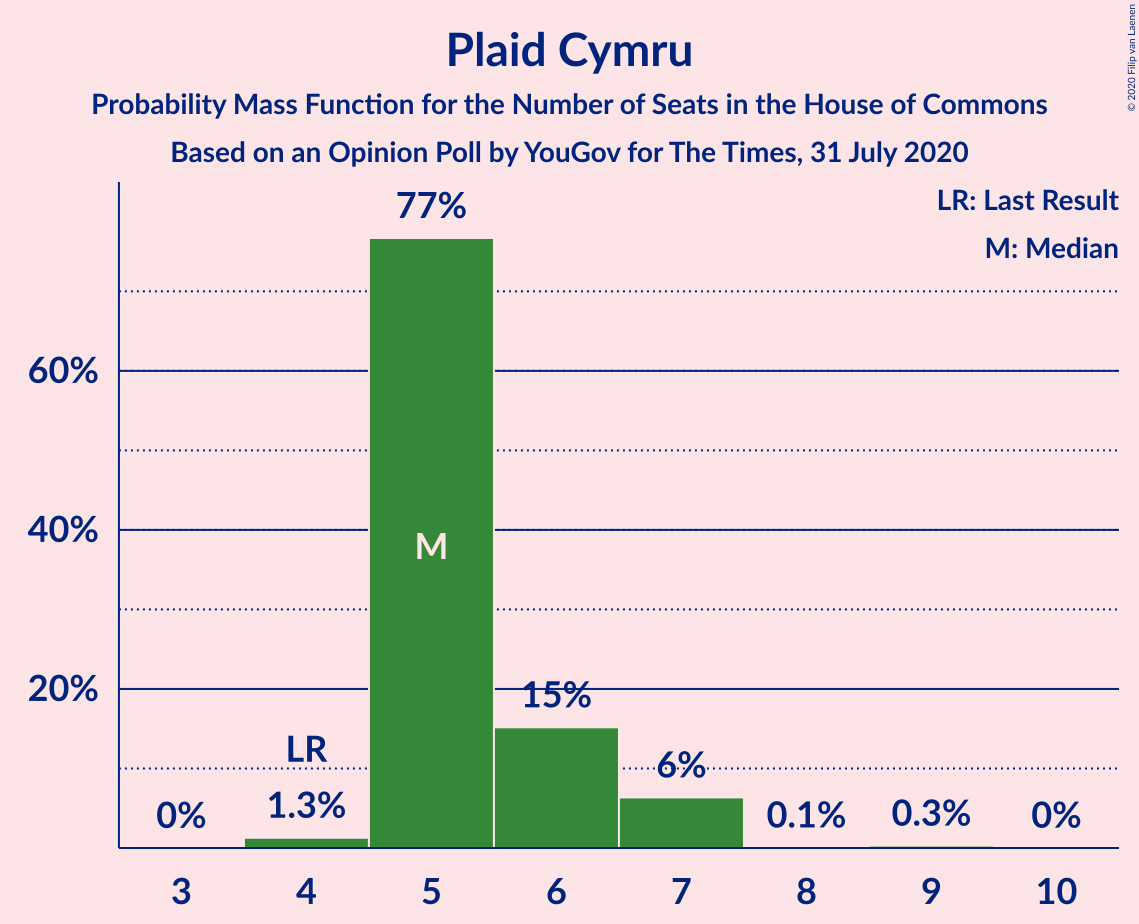 Plaid Cymru
Probability Mass Function for the Number of Seats in the House of Commons
Based on an Opinion Poll by YouGov for The Times, 31 July 2020
© 2020 Filip van Laenen
LR: Last Result
M: Median
77%
60%
40%
M
20%
15%
LR
6%
0%
1.3%
0.1%
0.3%
0%
3 4 5 6 7 8 9 10